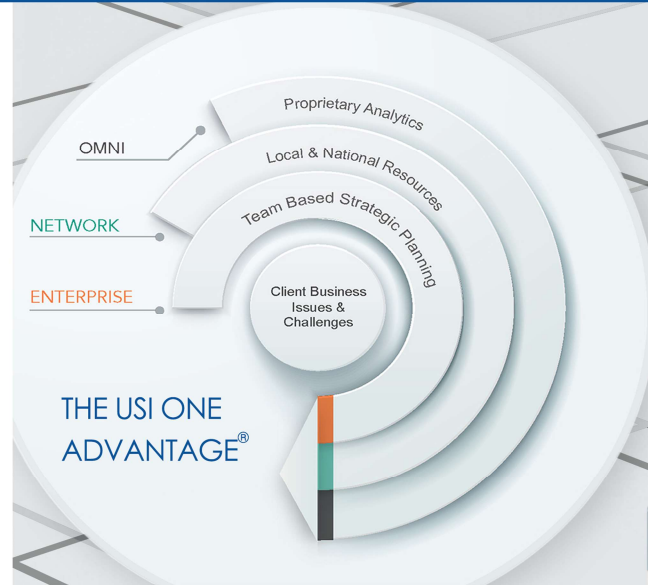 Proprietary Analytics
OMNI
Local & National Resources
Team Based Strategic Planning
NETWORK
ENTERPRISE
Client Business
Issues &
Challenges
THE USI ONE
ADVANTAGE®